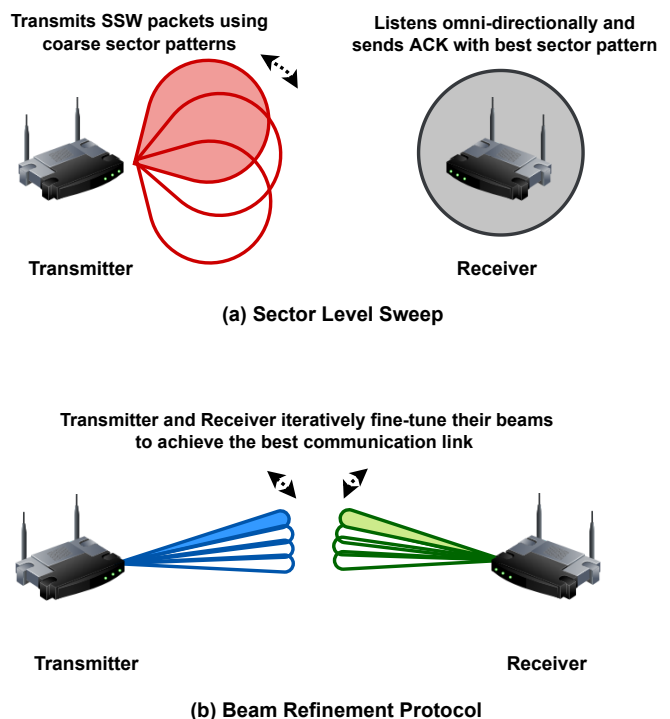 Transmits SSW packets using
coarse sector patterns
Listens omni-directionally and
sends ACK with best sector pattern
Transmitter
Receiver
(a) Sector Level Sweep
Transmitter and Receiver iteratively fine-tune their beams
to achieve the best communication link
Transmitter
Receiver
(b) Beam Refinement Protocol